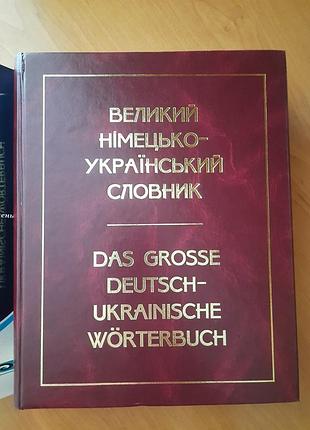 ВЕЛИКИЙ
НІМЕЦЬКО-
УКРАЇНСЬКИЙ
СЛОВНИК
DAS GROSSE
DEUTSCH-
UKRAINISCHE
WÖRTERBUCH